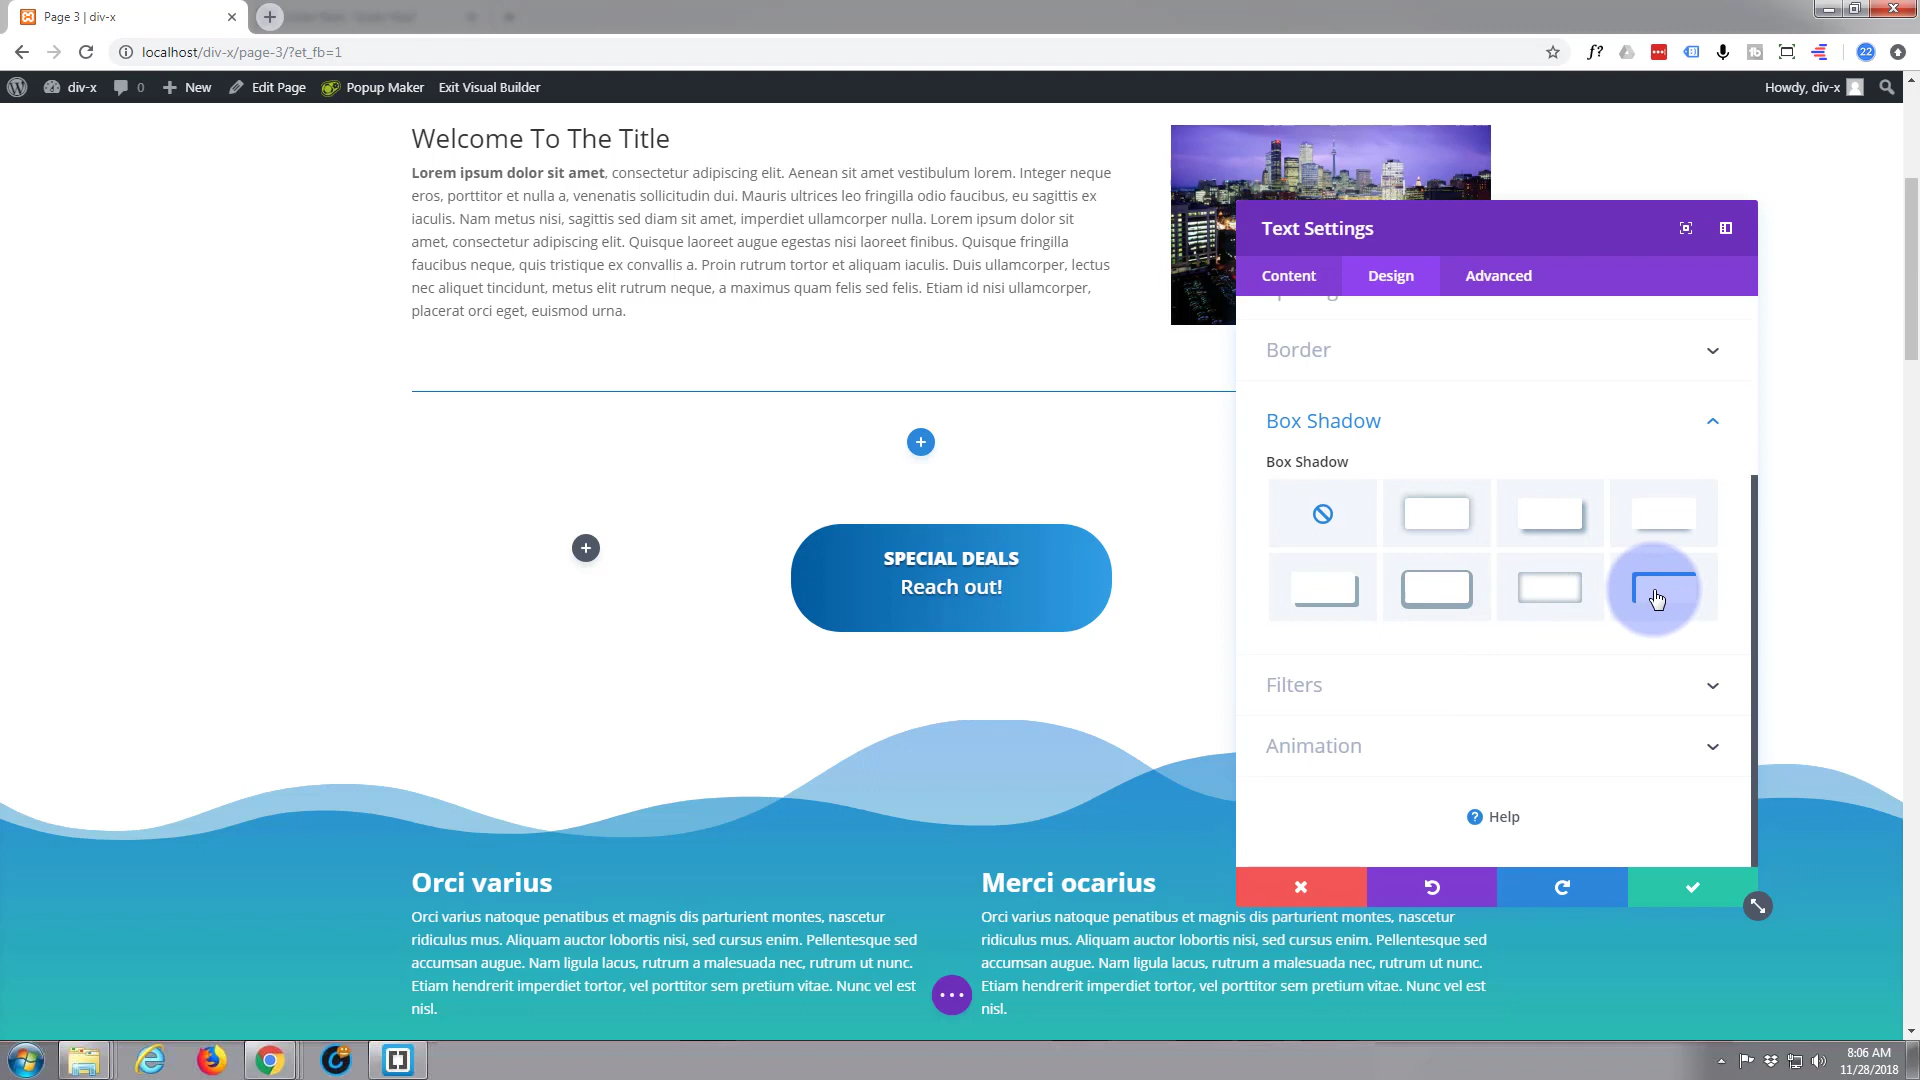 Page 3 | div-x
localhost/div-x/page-3/?et_fb=1
f?
22
div-x
0
New
Edit Page
Popup Maker
Exit Visual Builder
Howdy, div-x
Welcome To The Title
Lorem ipsum dolor sit amet, consectetur adipiscing elit. Aenean sit amet vestibulum lorem. Integer neque
eros, porttitor et nulla a, venenatis sollicitudin dui. Mauris ultrices leo fringilla odio faucibus, eu sagittis ex
iaculis. Nam metus nisi, sagittis sed diam sit amet, imperdiet ullamcorper nulla. Lorem ipsum dolor sit
amet, consectetur adipiscing elit. Quisque laoreet augue egestas nisi laoreet finibus. Quisque fringilla
faucibus neque, quis tristique ex convallis a. Proin rutrum tortor et aliquam iaculis. Duis ullamcorper, lectus
nec aliquet tincidunt, metus elit rutrum neque, a maximus quam felis sed felis. Etiam id nisi ullamcorper,
placerat orci eget, euismod urna.
SPECIAL DEALS
Reach out!
Text Settings
Content
Design
Advanced
Border
Box Shadow
Box Shadow
Filters
Animation
Help
Orci varius
Orci varius natoque penatibus et magnis dis parturient montes, nascetur
ridiculus mus. Aliquam auctor lobortis nisi, sed cursus enim. Pellentesque sed
accumsan augue. Nam ligula lacus, rutrum a malesuada nec, rutrum ut nunc.
Etiam hendrerit imperdiet tortor, vel porttitor sem pretium vitae. Nunc vel est
nisl.
Merci ocarius
Orci varius natoque penatibus et magnis dis parturient montes, nascetur
ridiculus mus. Aliquam auctor lobortis nisi, sed cursus enim. Pellentesque sed
accumsan augue. Nam ligula lacus, rutrum a malesuada nec, rutrum ut nunc.
Etiam hendrerit imperdiet tortor, vel porttitor sem pretium vitae. Nunc vel est
nisl.
8:06 AM
11/28/2018